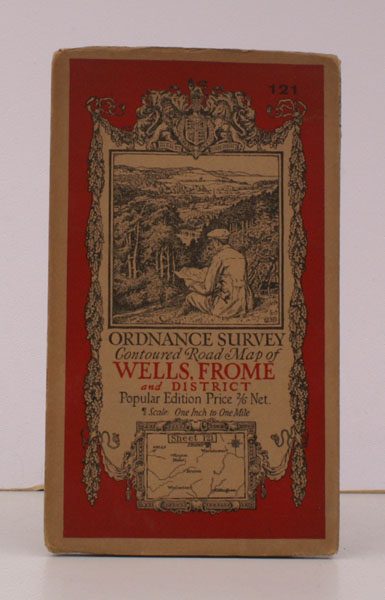 121
ORDNANCE SURVEY
Contoured Road Map of
WELLS, FROME
and DISTRICT
Popular Edition Price 2/6 Net.
¶ Scale: One Inch to One Mile
Sheet 121